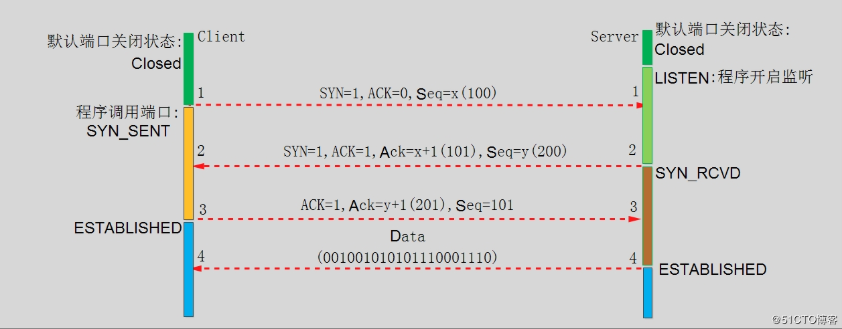 默认端口关闭状态:
Closed
Client
Server
默认端口关闭状态:
Closed
1
SYN=1,ACK=0,Seq=x(100)
1
LISTEN:程序开启监听
程序调用端口:
SYN_SENT
2
SYN=1,ACK=1,Ack=x+1(101),Seq=y(200)
2
SYN_RCVD
ACK=1,Ack=y+1(201),Seq=101
3
3
ESTABLISHED
Data
4
(001001010101110001110)
4
ESTABLISHED
@51CTO博客